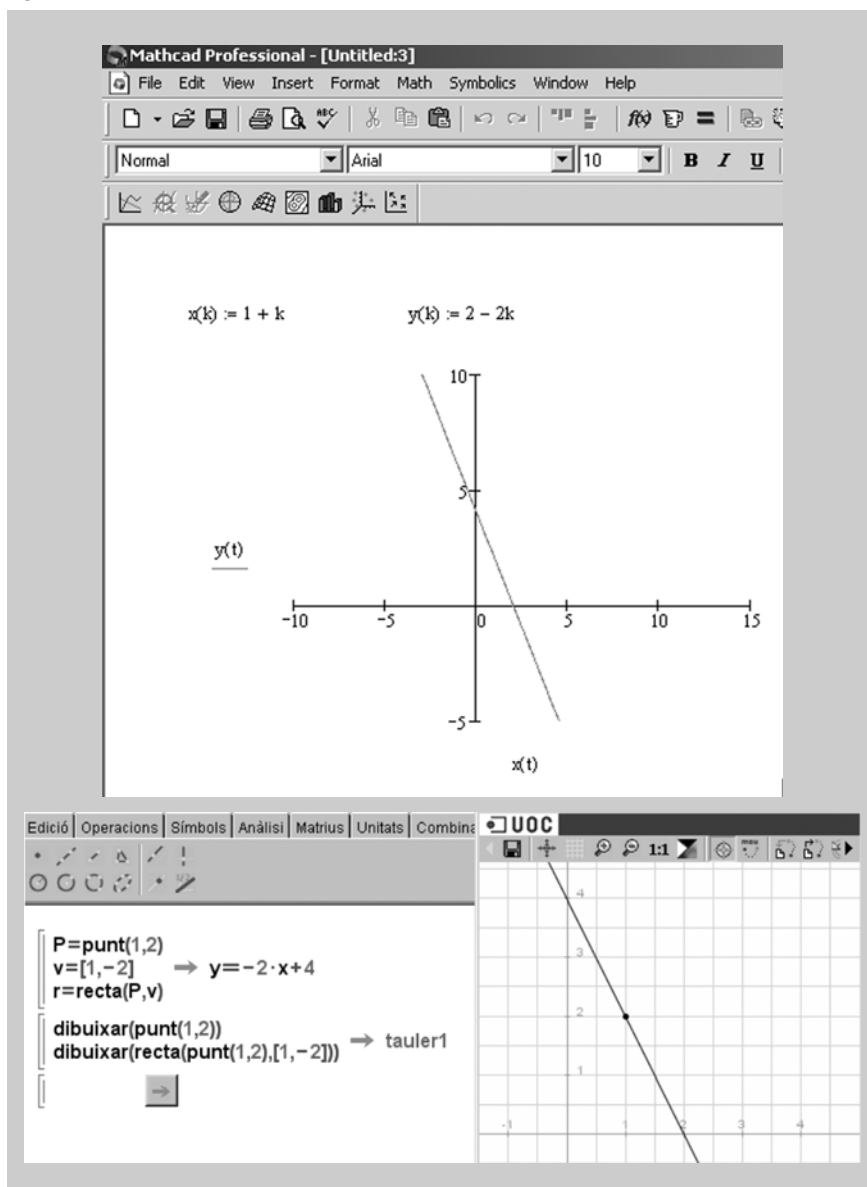 Mathcad Professional - [Untitled:3]
File Edit View Insert Format Math Symbolics Window Help
Normal Arial 10 B I U
x(k) := 1 + k y(k) := 2 − 2k
10
5
y(t)
−10 −5 0 5 10 15
−5
x(t)
Edició Operacions Símbols Anàlisi Matrius Unitats Combina
UOC
1:1
P=punt(1,2)
v=[1,−2] → y=−2·x+4
r=recta(P,v)
dibuixar(punt(1,2))
dibuixar(recta(punt(1,2),[1,−2])) → tauler1
→
4
3
2
1
-1 1 2 3 4